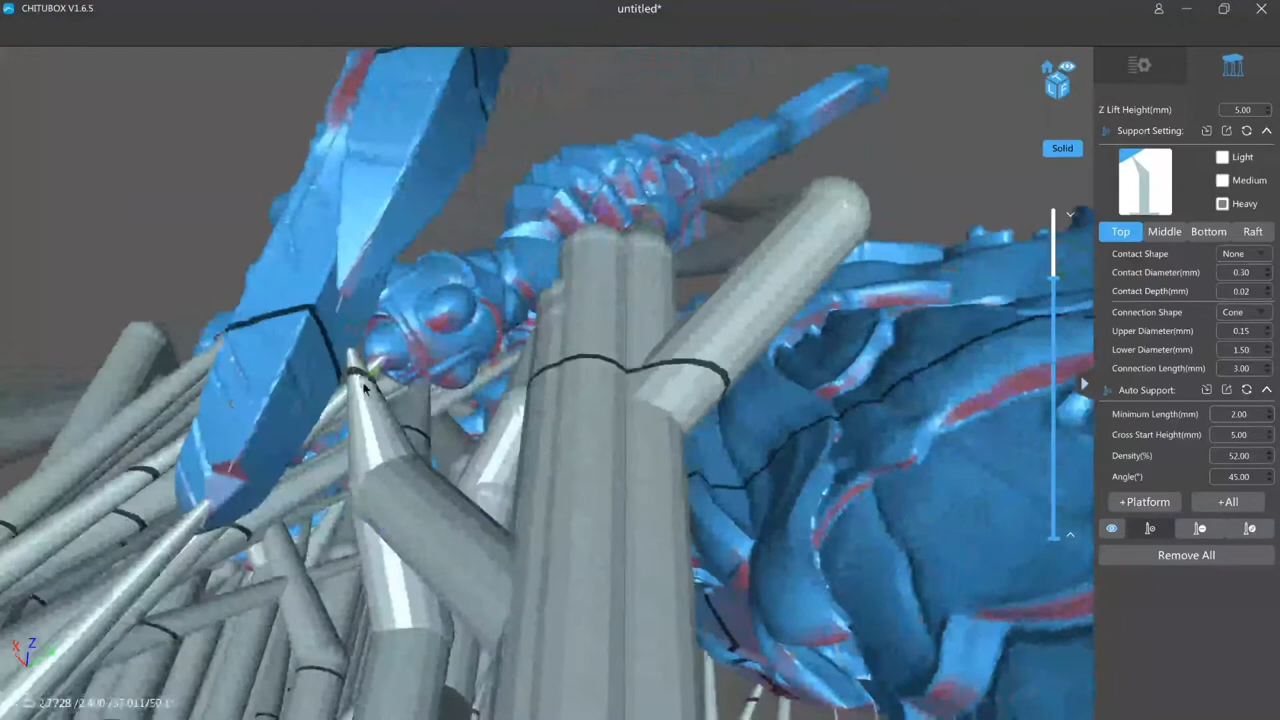 CHITUBOX V1.6.5
untitled*
Z Lift Height(mm) 5.00
Support Setting:
Light
Medium
Heavy
Top Middle Bottom Raft
Contact Shape None
Contact Diameter(mm) 0.30
Contact Depth(mm) 0.02
Connection Shape Cone
Upper Diameter(mm) 0.15
Lower Diameter(mm) 1.50
Connection Length(mm) 3.00
Auto Support:
Minimum Length(mm) 2.00
Cross Start Height(mm) 5.00
Density(%) 52.00
Angle(°) 45.00
+Platform +All
Remove All
Solid
L F
X Z